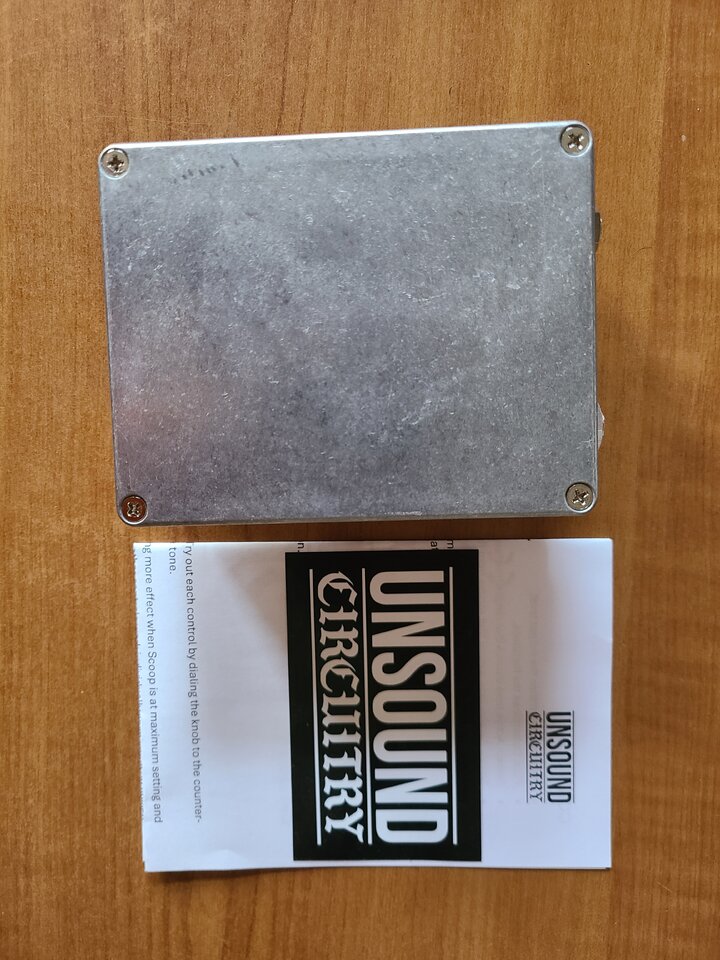 UNSOUND
CIRCUITRY
UNSOUND
CIRCUITRY
ry out each control by dialing the knob to the counter-
tone.
ng more effect when Scoop is at maximum setting and